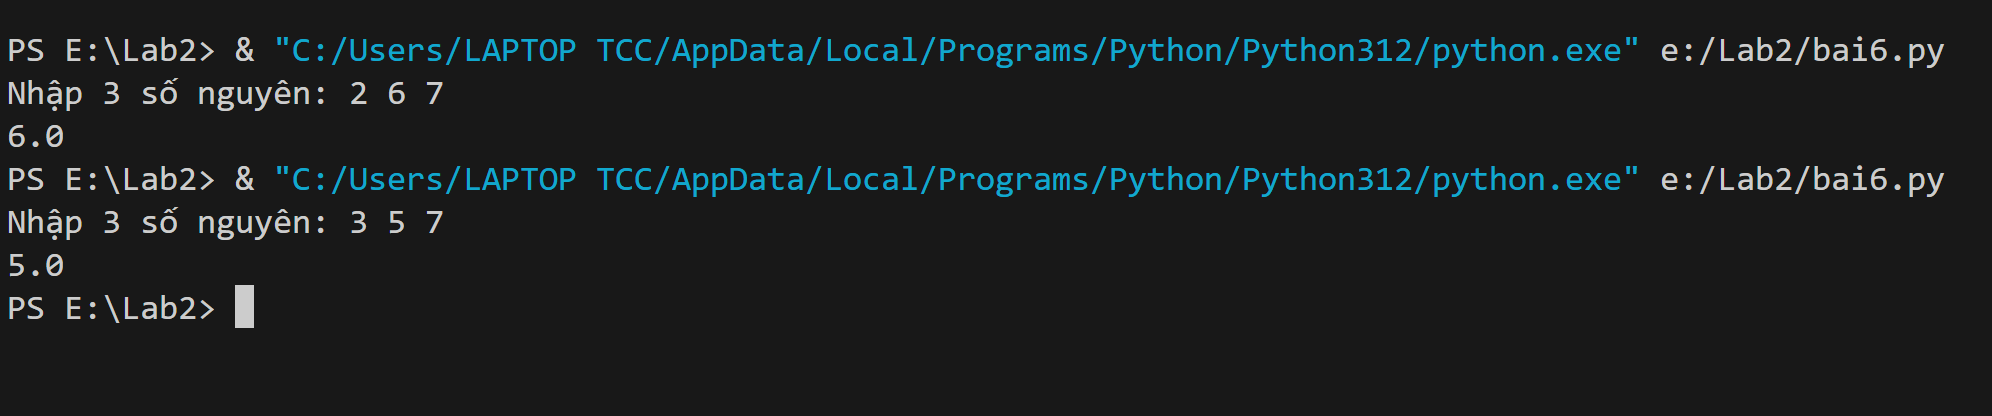 PS E:\Lab2> & "C:/Users/LAPTOP TCC/AppData/Local/Programs/Python/Python312/python.exe" e:/Lab2/bai6.py
Nhập 3 số nguyên: 2 6 7
6.0
PS E:\Lab2> & "C:/Users/LAPTOP TCC/AppData/Local/Programs/Python/Python312/python.exe" e:/Lab2/bai6.py
Nhập 3 số nguyên: 3 5 7
5.0
PS E:\Lab2>